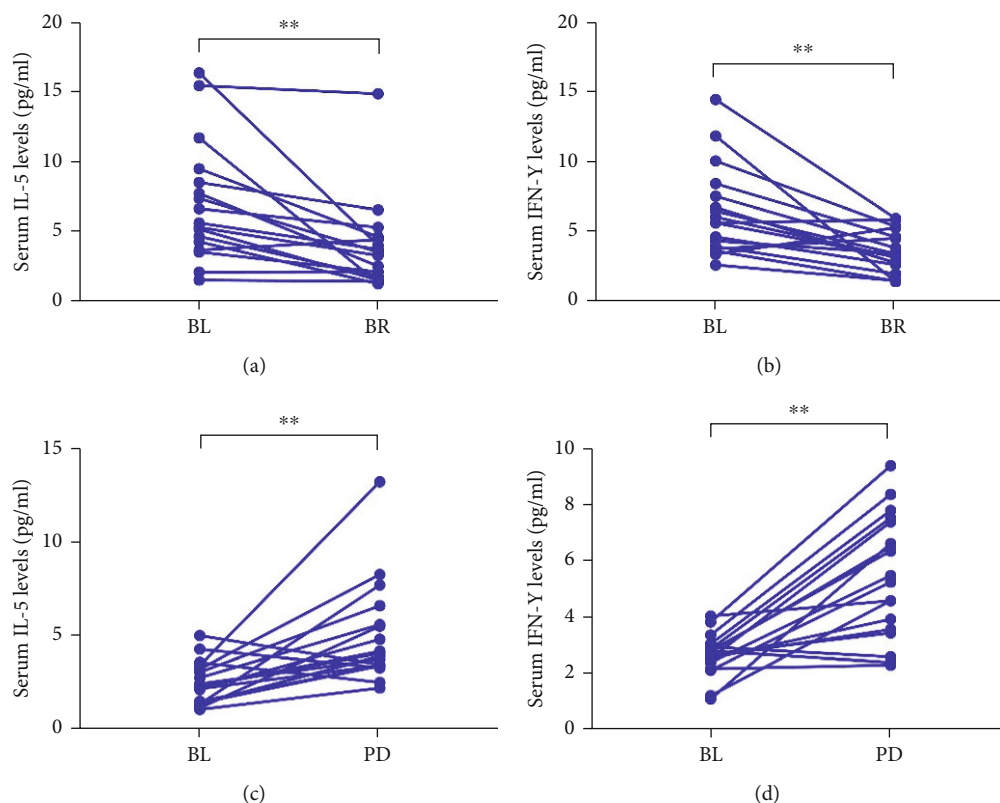 Serum IL-5 levels (pg/ml)
20
15
10
5
0
**
BL
BR
(a)
Serum IFN-Y levels (pg/ml)
20
15
10
5
0
**
BL
BR
(b)
Serum IL-5 levels (pg/ml)
15
10
5
0
**
BL
PD
(c)
Serum IFN-Y levels (pg/ml)
10
8
6
4
2
0
**
BL
PD
(d)